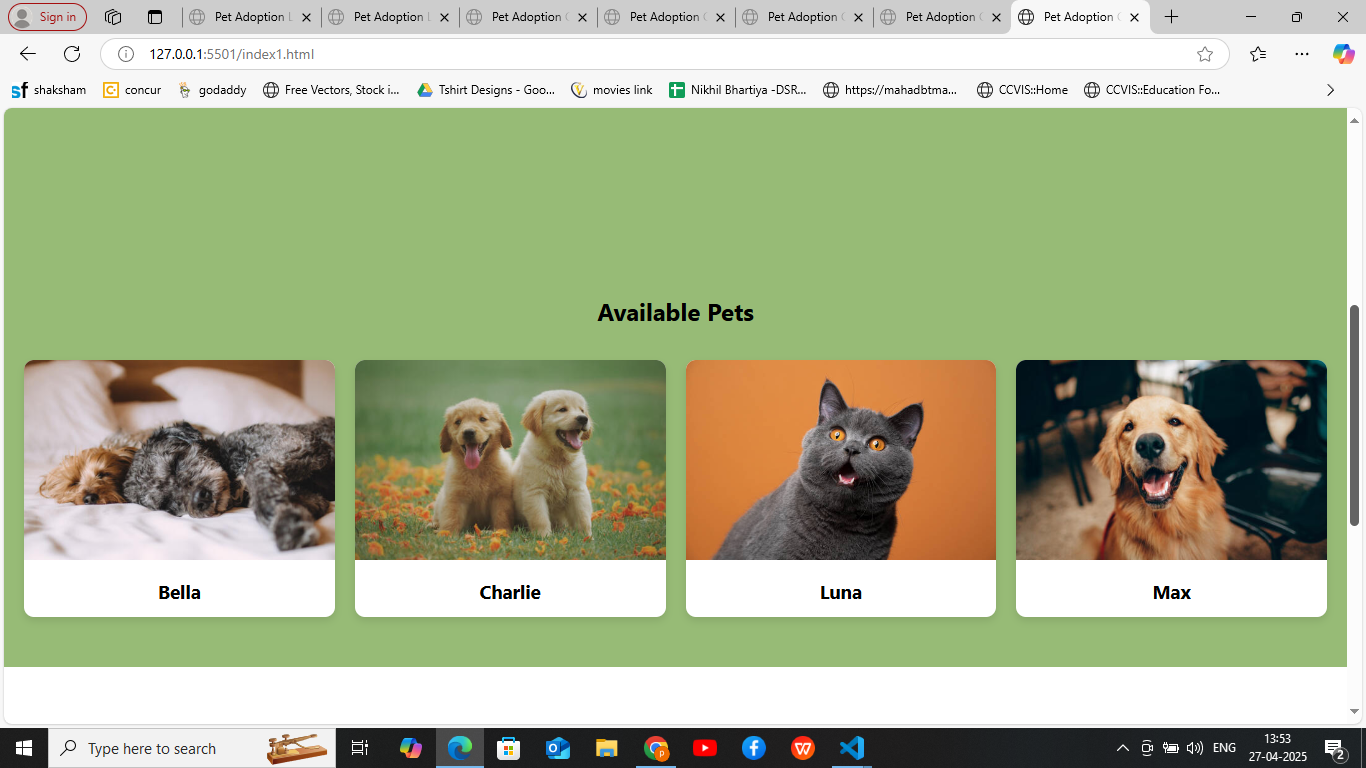 Sign in
Pet Adoption L
Pet Adoption L
Pet Adoption C
Pet Adoption C
Pet Adoption C
Pet Adoption C
Pet Adoption C
127.0.0.1:5501/index1.html
sf shaksham
concur
godaddy
Free Vectors, Stock i...
Tshirt Designs - Goo...
movies link
Nikhil Bhartiya -DSR...
https://mahadbtma...
CCVIS::Home
CCVIS::Education Fo...
Available Pets
Bella
Charlie
Luna
Max
Type here to search
ENG
13:53
27-04-2025
2